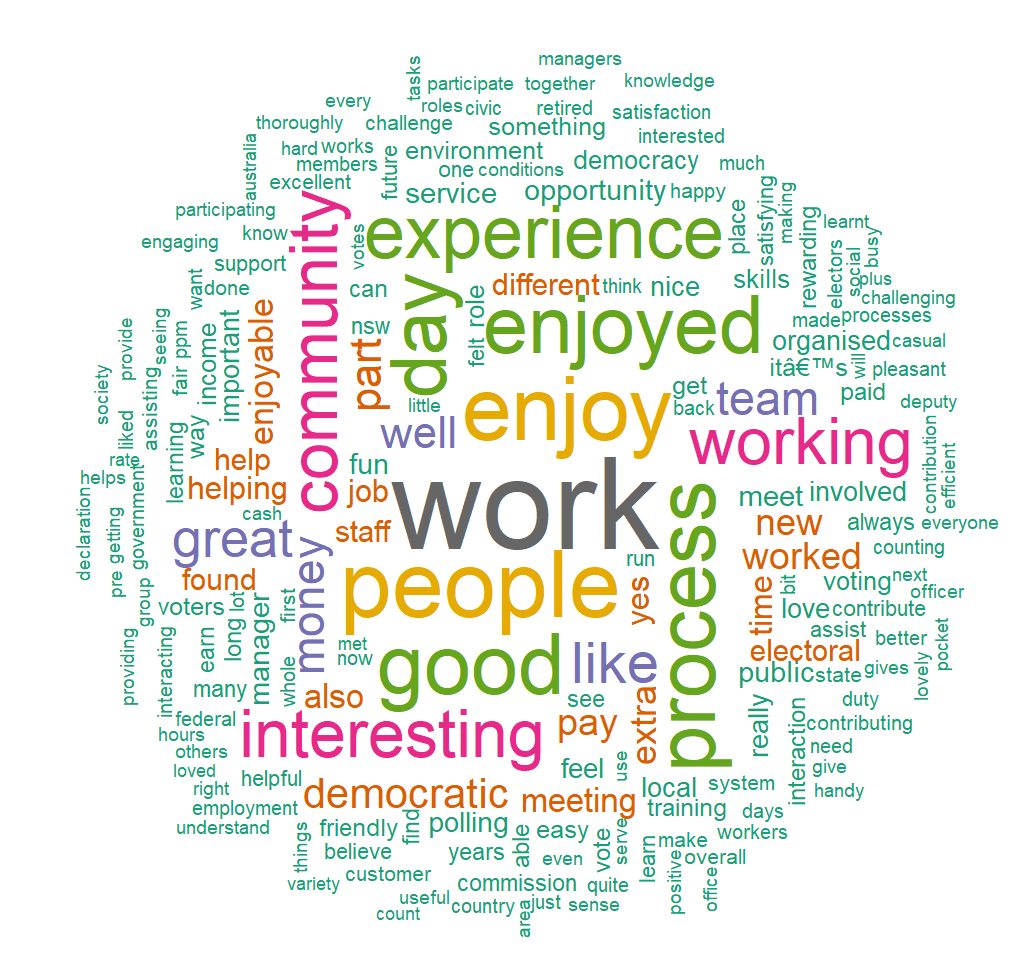 managers
tasks
participate
together
knowledge
every
roles
civic
retired
satisfaction
thoroughly
challenge
something
interested
australia
hard
works
environment
democracy
much
members
future
one
conditions
excellent
service
opportunity
happy
satisfying
making
participating
community
experience
place
rewarding
learnt
engaging
know
votes
electors
social
busy
support
day
different
think
nice
skills
plus
want
done
can
felt
role
enjoyed
challenging
made
processes
seeing
income
important
enjoyable
nsw
part
organised
casual
provide
fair
ppm
itâ€™s
will
pleasant
society
liked
assisting
way
little
enjoy
get
back
team
paid
deputy
rate
learning
help
well
working
contribution
efficient
helps
helping
fun
job
work
process
meet
involved
declaration
getting
government
cash
great
staff
new
always
everyone
pre
group
found
money
people
run
yes
worked
counting
voters
lot
first
time
bit
voting
next
officer
earn
long
manager
love
contribute
providing
interacting
met
now
good
like
electoral
assist
better
pocket
many
whole
also
see
extra
public
state
gives
lovely
federal
interesting
pay
really
duty
hours
contributing
others
feel
use
interaction
need
loved
helpful
local
system
give
right
democratic
meeting
training
handy
employment
days
understand
friendly
find
polling
able
easy
vote
serve
make
workers
things
believe
years
even
learn
overall
customer
commission
quite
positive
office
variety
useful
country
area
just
sense
count